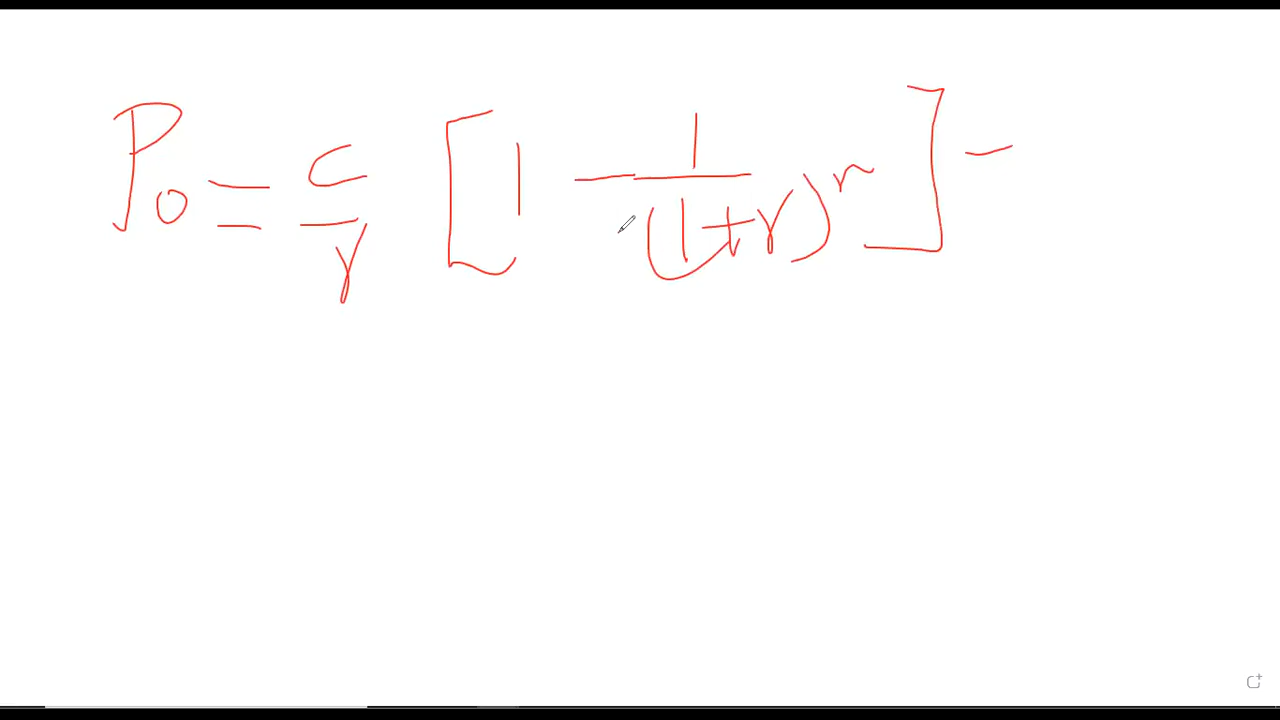 P₀ = c/r [1 - 1/(1+r)ⁿ] -